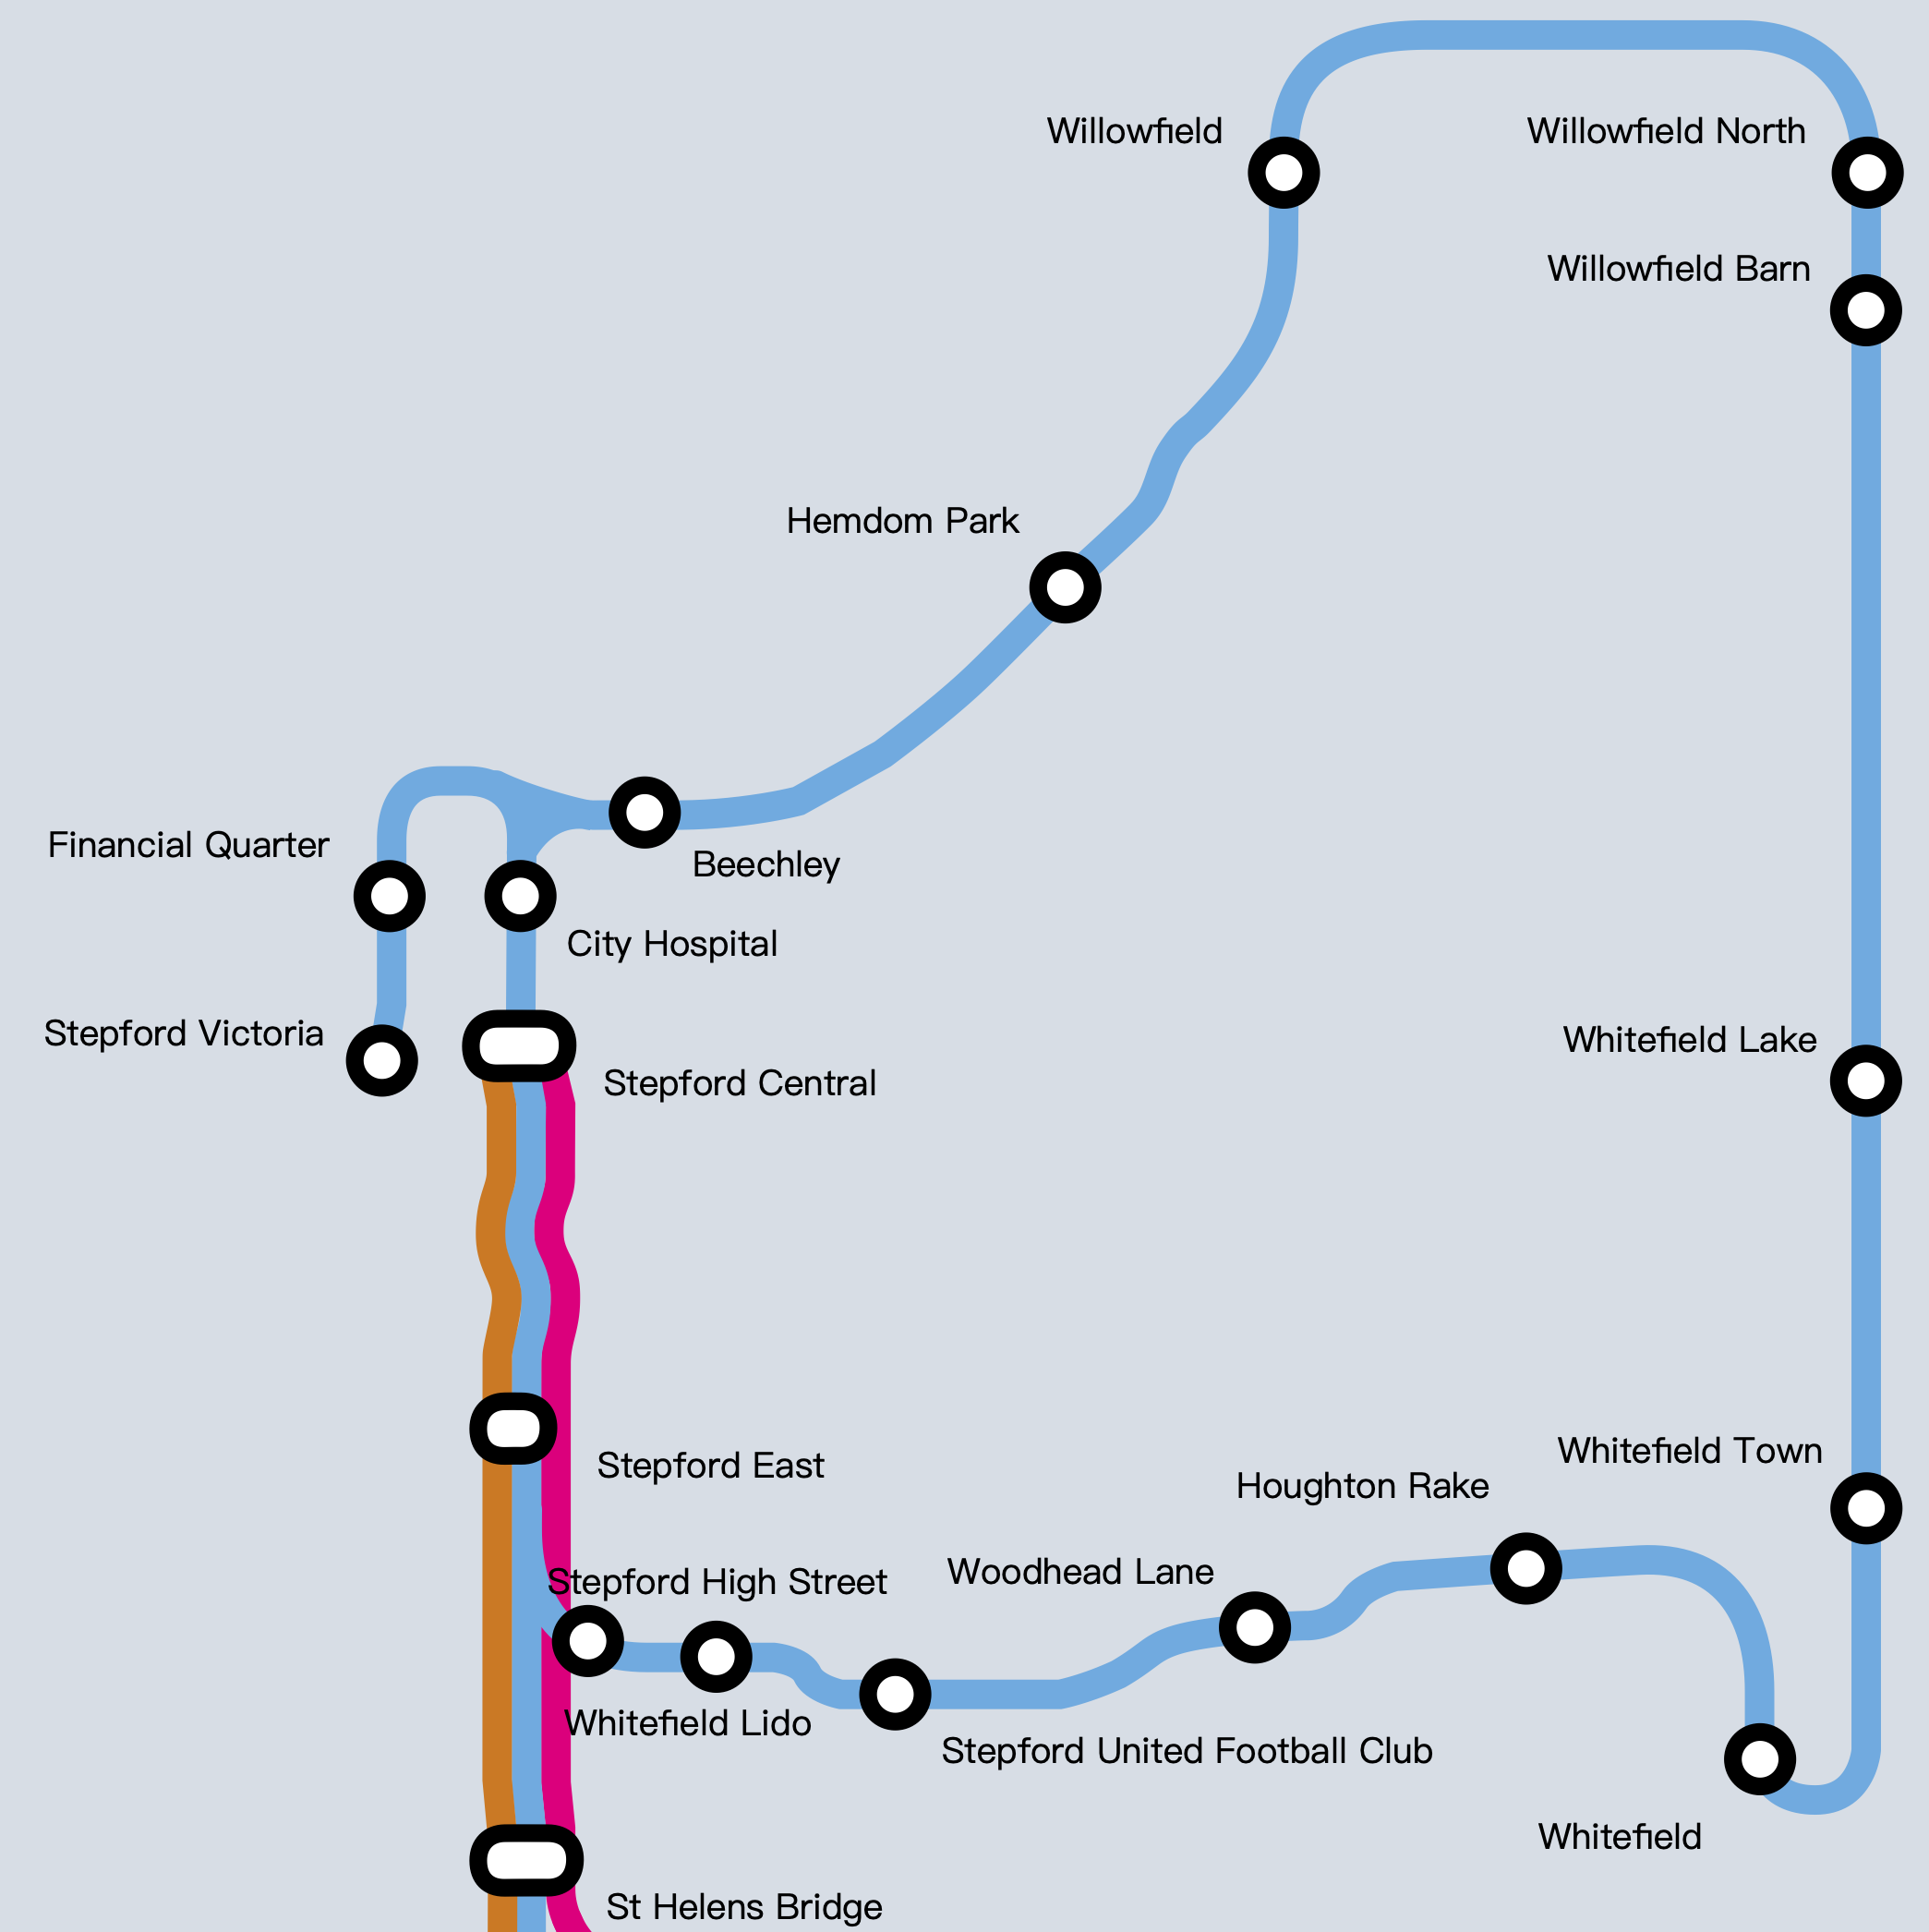 Willowfield
Willowfield North
Willowfield Barn
Hemdom Park
Financial Quarter
Beechley
City Hospital
Stepford Victoria
Whitefield Lake
Stepford Central
Whitefield Town
Stepford East
Houghton Rake
Woodhead Lane
Stepford High Street
Whitefield Lido
Stepford United Football Club
Whitefield
St Helens Bridge